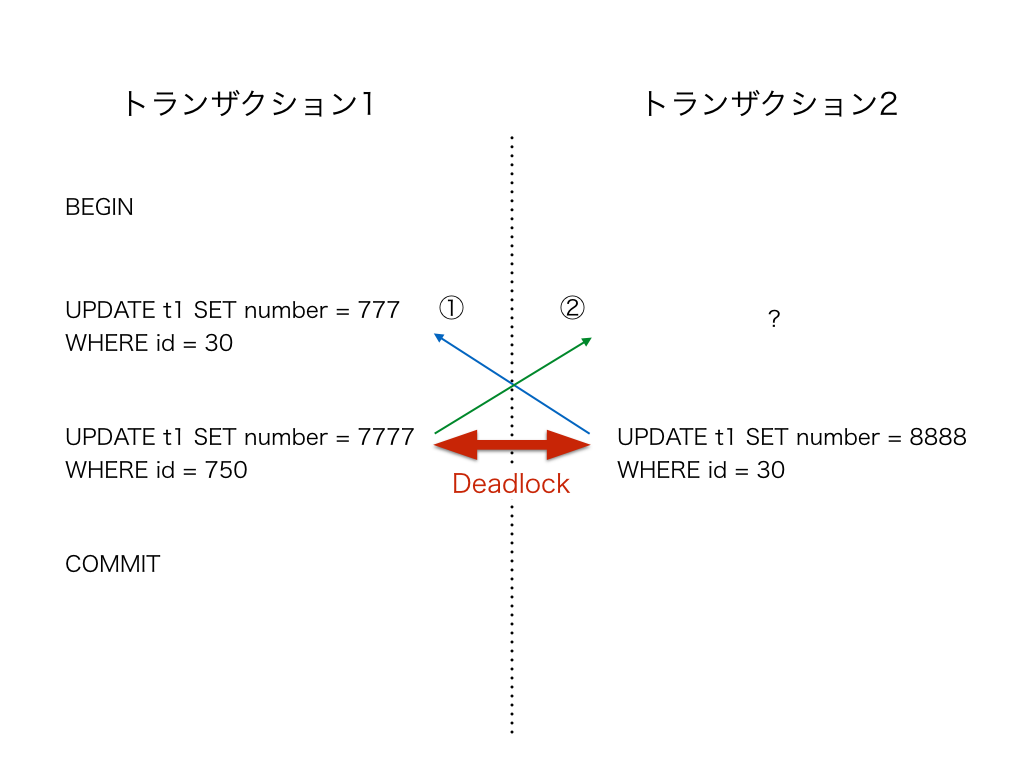 トランザクション1
トランザクション2
BEGIN
UPDATE t1 SET number = 777
WHERE id = 30
①
②
?
UPDATE t1 SET number = 7777
WHERE id = 750
UPDATE t1 SET number = 8888
WHERE id = 30
Deadlock
COMMIT